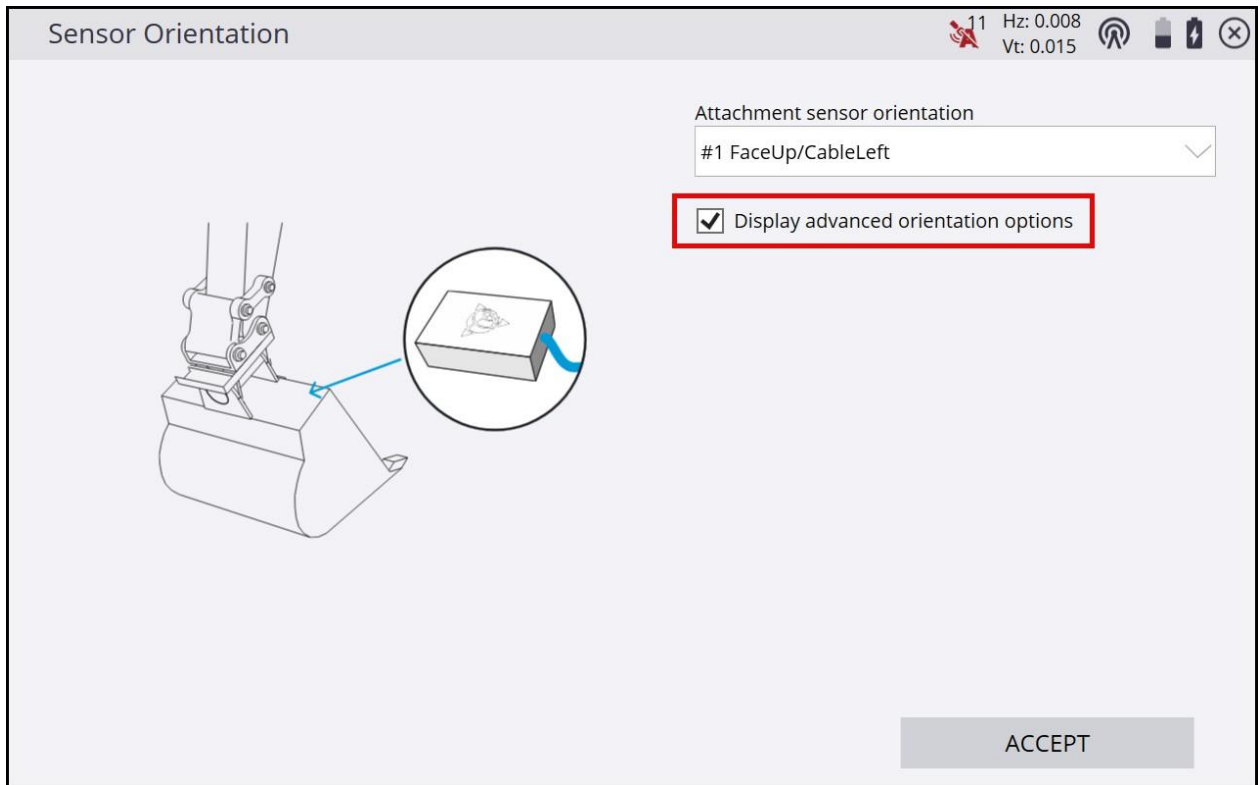 Sensor Orientation
11
Hz: 0.008
Vt: 0.015
Attachment sensor orientation
#1 FaceUp/CableLeft
Display advanced orientation options
ACCEPT